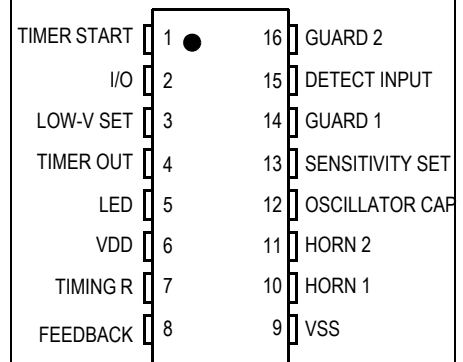 TIMER START 1 16 GUARD 2
I/O 2 15 DETECT INPUT
LOW-V SET 3 14 GUARD 1
TIMER OUT 4 13 SENSITIVITY SET
LED 5 12 OSCILLATOR CAP
VDD 6 11 HORN 2
TIMING R 7 10 HORN 1
FEEDBACK 8 9 VSS